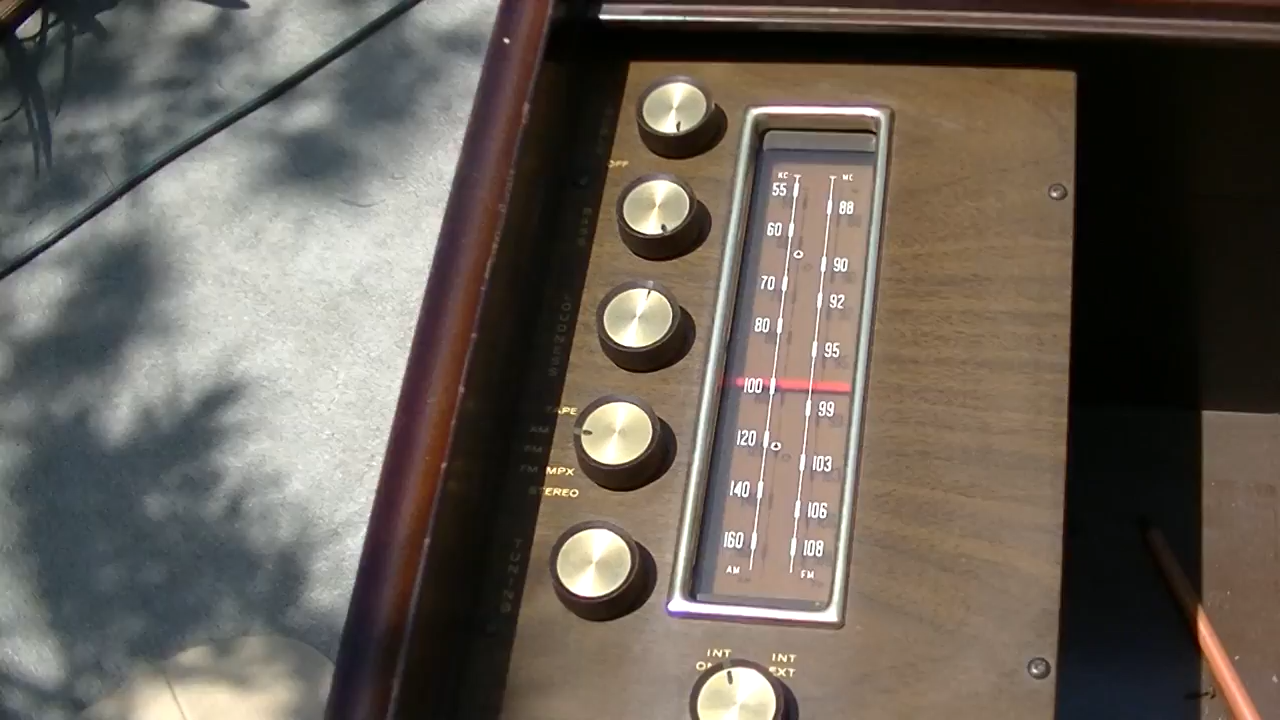 OFF
KC MC
55 88
60
90
70
92
80
95
100
99
120
103
140
106
160 108
AM FM
TAPE
AM
FM
FM MPX
STEREO
TUNING
INT INT
EXT